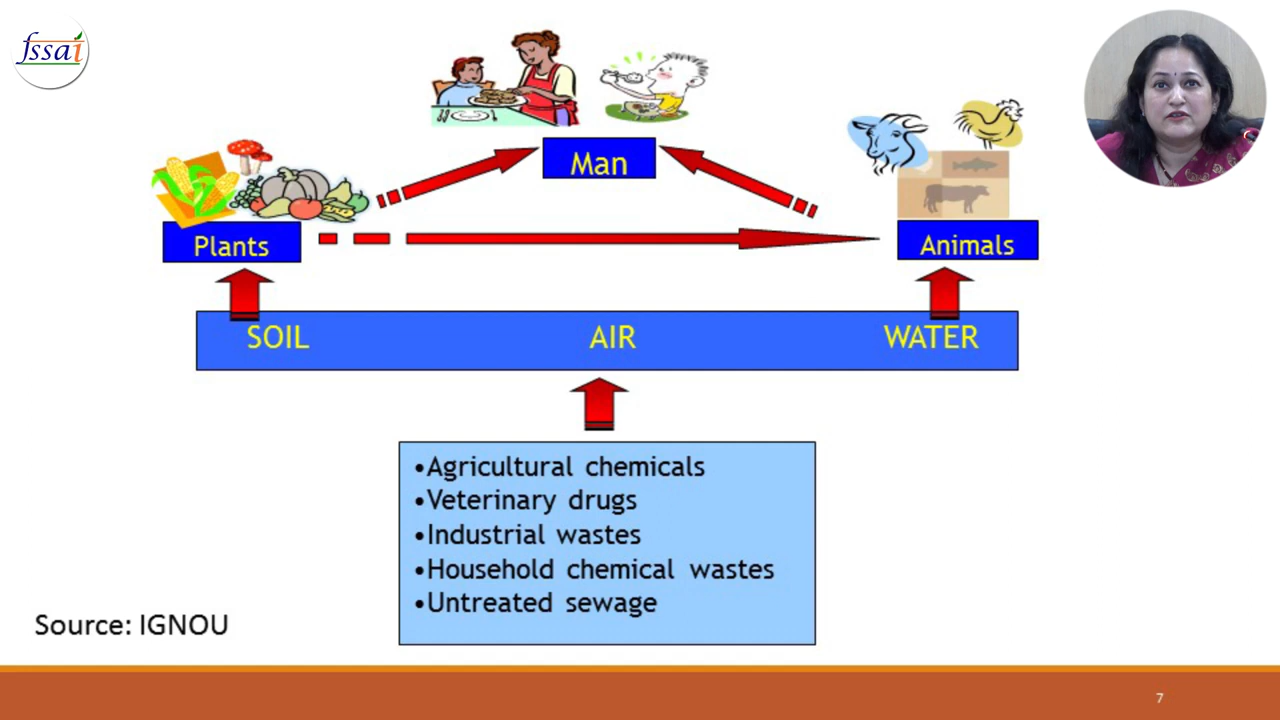 fssai
Man
Plants
Animals
SOIL AIR WATER
•Agricultural chemicals
•Veterinary drugs
•Industrial wastes
•Household chemical wastes
•Untreated sewage
Source: IGNOU
7